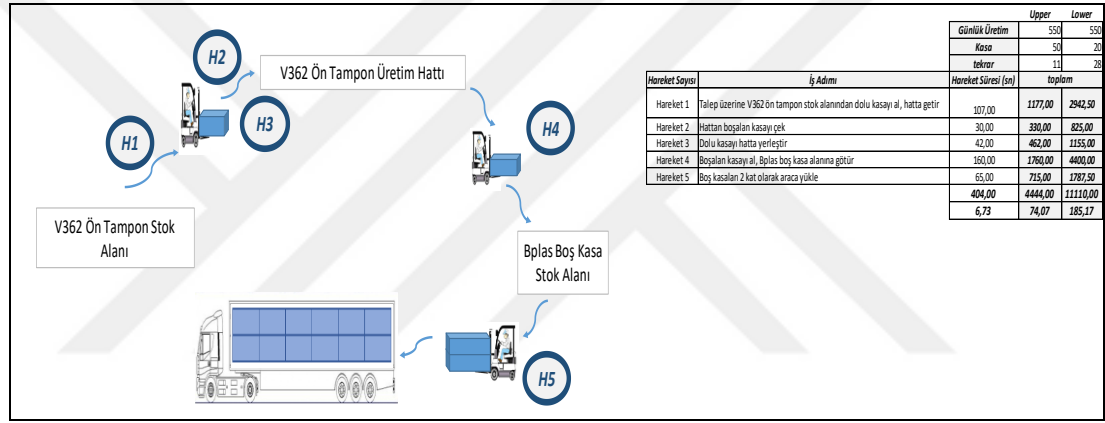 H2
V362 Ön Tampon Üretim Hattı
H3
H1
H4
V362 Ön Tampon Stok
Alanı
Bplas Boş Kasa
Stok Alanı
H5
Upper Lower
Günlük Üretim 550 550
Kasa 50 20
tekrar 11 28
Hareket Sayısı İş Adımı Hareket Süresi (sn) toplam
Hareket 1 Talep üzerine V362 ön tampon stok alanından dolu kasayı al, hatta getir 107,00 1177,00 2942,50
Hareket 2 Hattan boşalan kasayı çek 30,00 330,00 825,00
Hareket 3 Dolu kasayı hatta yerleştir 42,00 462,00 1155,00
Hareket 4 Boşalan kasayı al, Bplas boş kasa alanına götür 160,00 1760,00 4400,00
Hareket 5 Boş kasaları 2 kat olarak araca yükle 65,00 715,00 1787,50
404,00 4444,00 11110,00
6,73 74,07 185,17